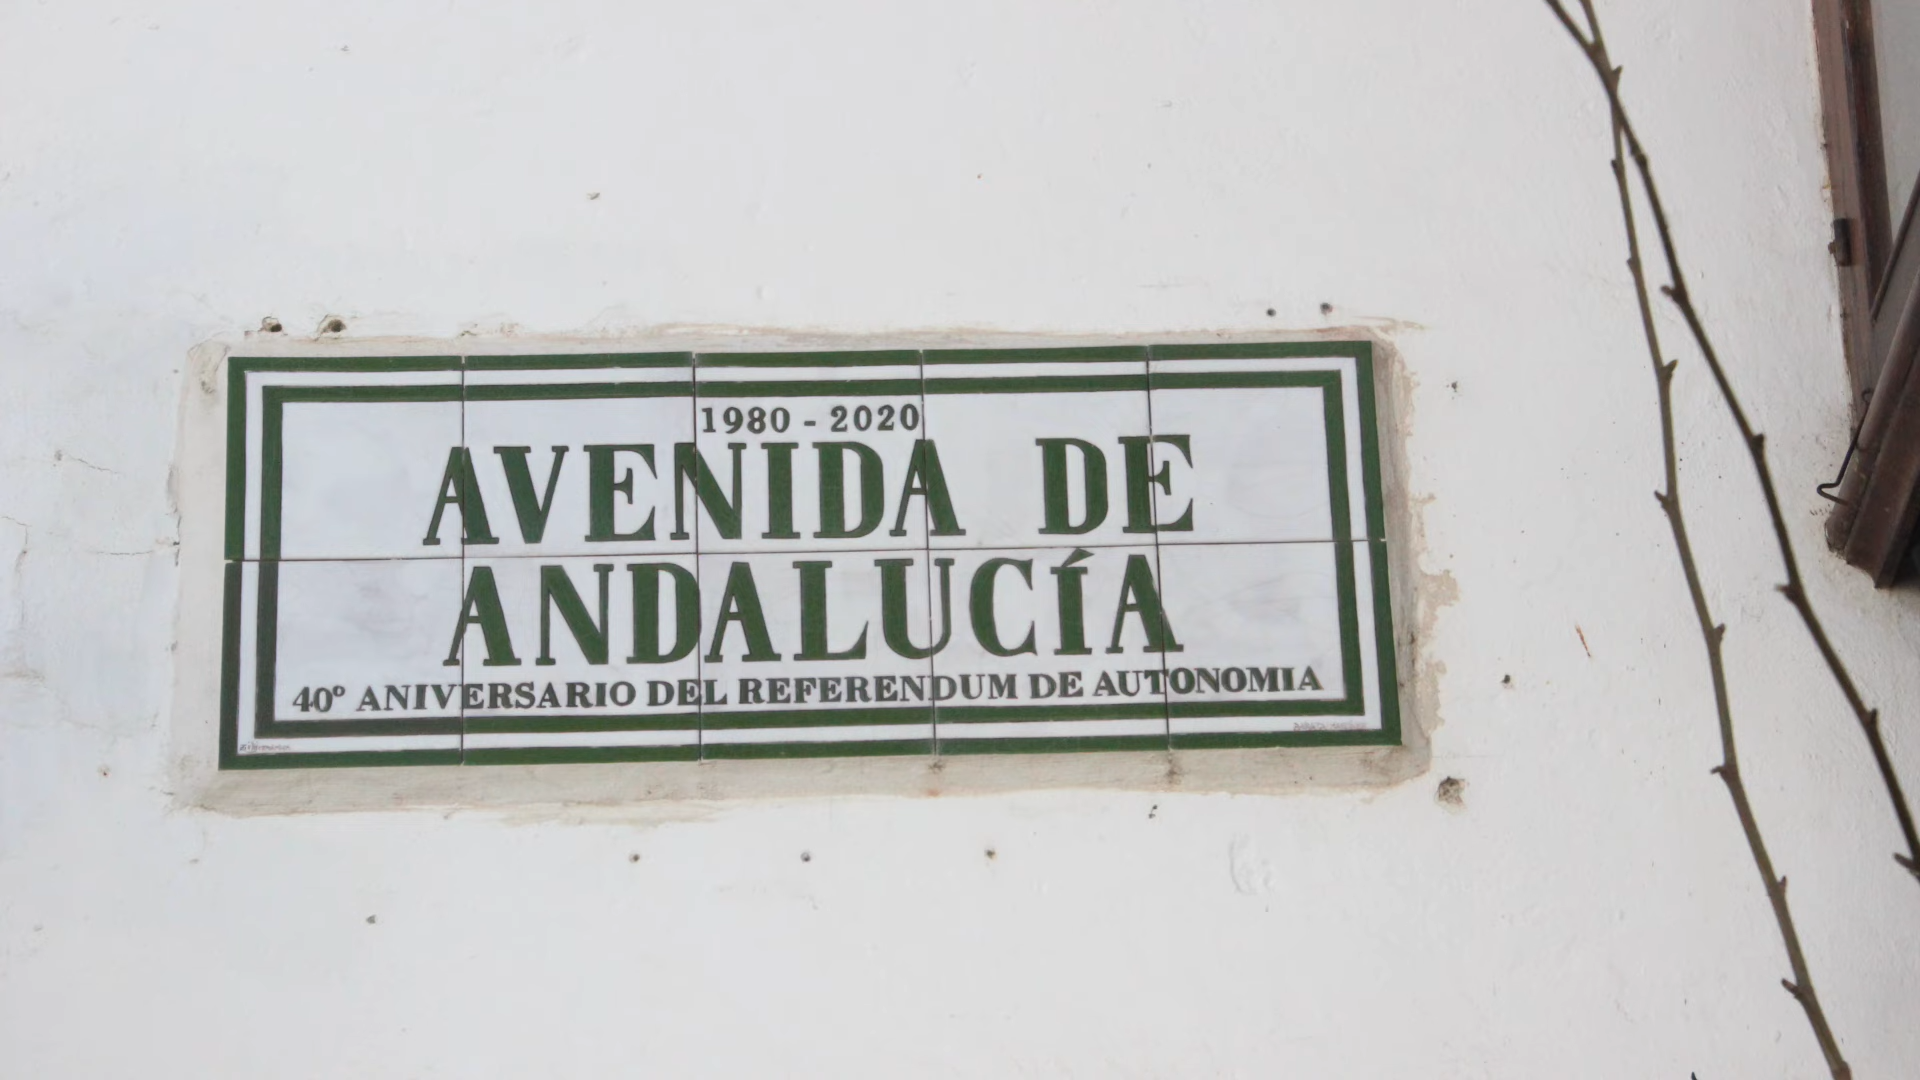 1980 - 2020
AVENIDA DE
ANDALUCÍA
40º ANIVERSARIO DEL REFERENDUM DE AUTONOMIA